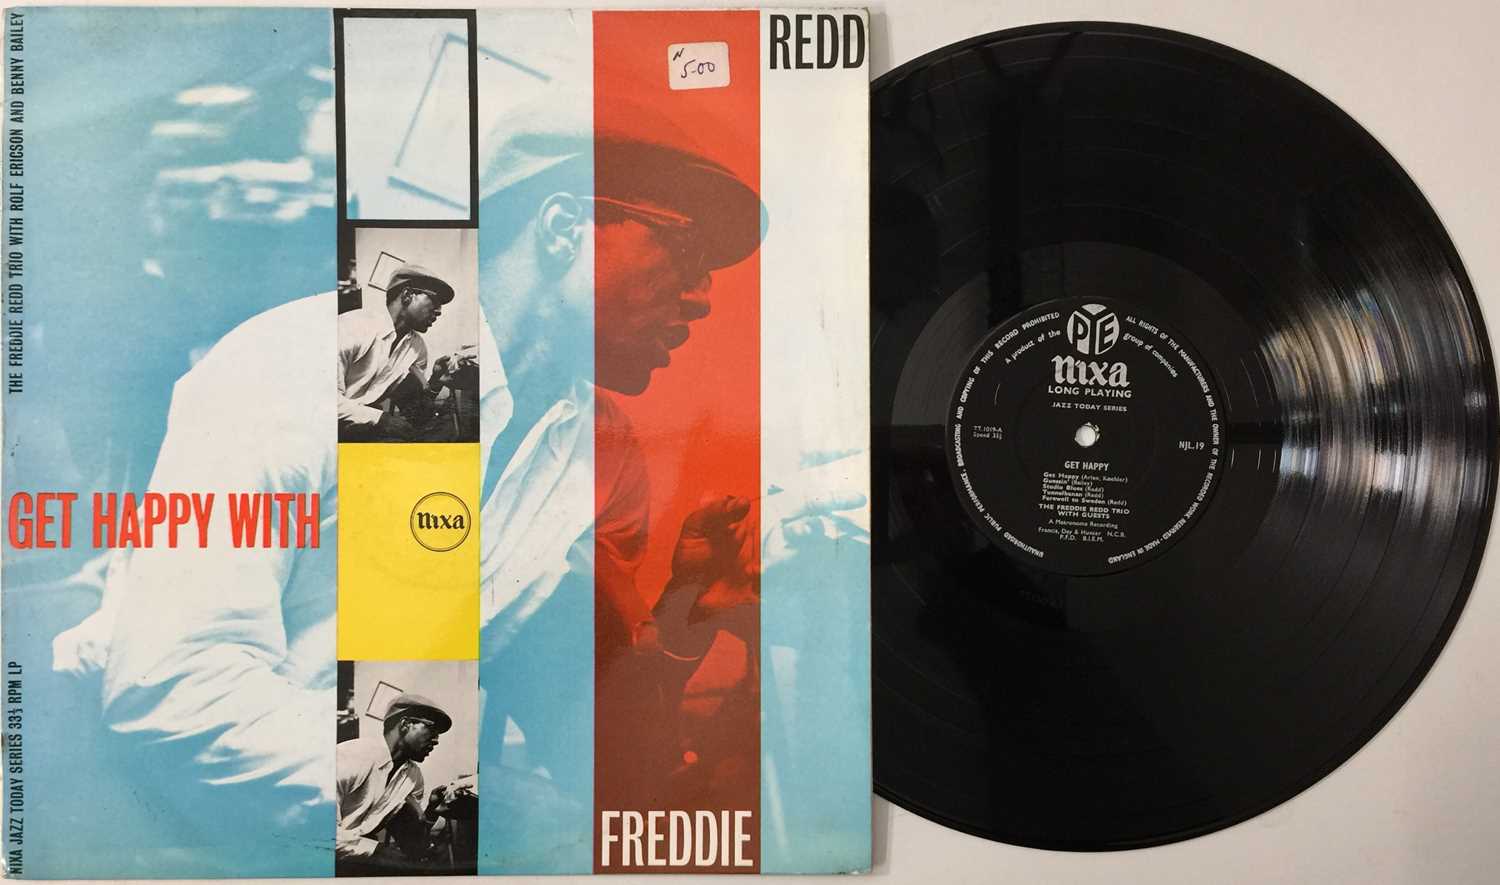 THE FREDDIE REDD TRIO WITH ROLF ERICSON AND BENNY BAILEY
NIXA JAZZ TODAY SERIES 33⅓ RPM LP
N
5-00
REDD
GET HAPPY WITH
nixa
FREDDIE
UNAUTHORISED PUBLIC PERFORMANCE, BROADCASTING AND COPYING OF THIS RECORD PROHIBITED
ALL RIGHTS OF THE MANUFACTURERS AND THE OWNER OF THE RECORDED WORK RESERVED·MADE IN ENGLAND
A product of the
PYE
group of companies
nixa
LONG PLAYING
JAZZ TODAY SERIES
TT.1019-A
Speed 33⅓
NJL.19
GET HAPPY
Get Happy (Arlen, Koehler)
Guessin' (Bailey)
Studio Blues (Redd)
Tunnelbanan (Redd)
Farewell to Sweden (Redd)
THE FREDDIE REDD TRIO
WITH GUESTS
A Metronome Recording
Francis, Day & Hunter N.C.B.
P.F.D. B.I.E.M.